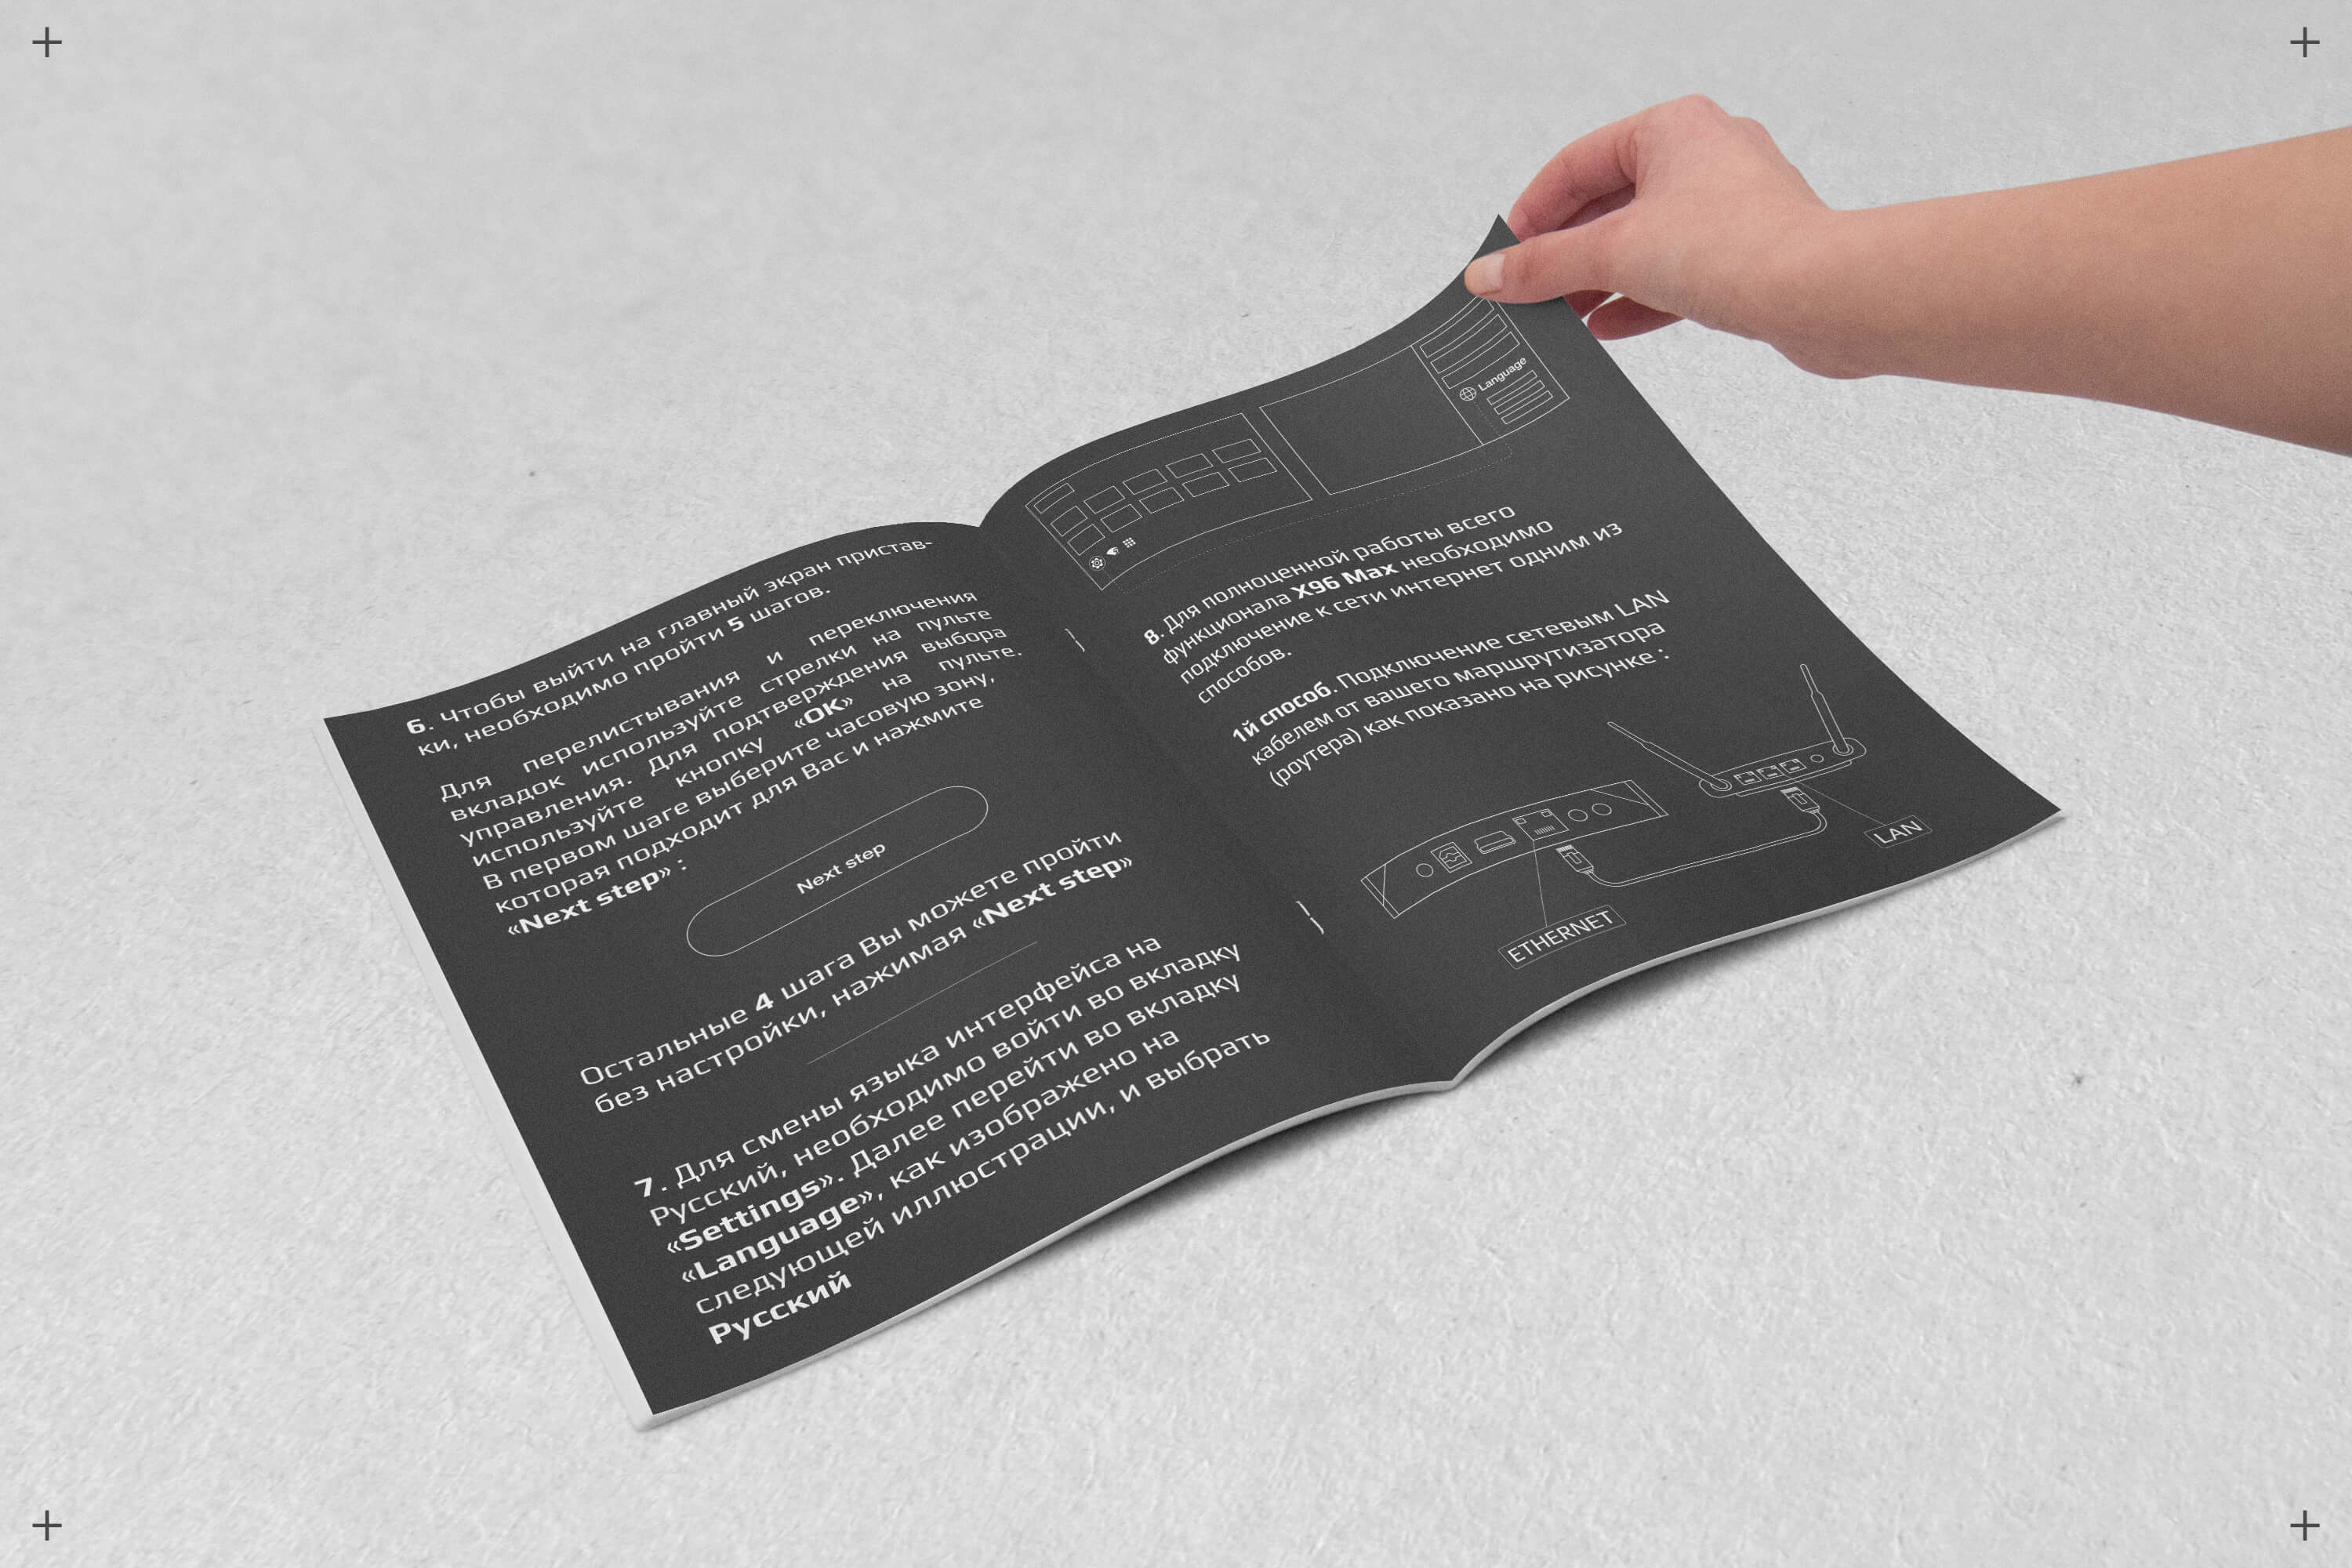 6. Чтобы выйти на главный экран пристав-
ки, необходимо пройти 5 шагов.
Для перелистывания и переключения
вкладок используйте стрелки на пульте
управления. Для подтверждения выбора
используйте кнопку «OK» на пульте.
В первом шаге выберите часовую зону,
которая подходит для Вас и нажмите
«Next step» :
Next step
Остальные 4 шага Вы можете пройти
без настройки, нажимая «Next step»
7. Для смены языка интерфейса на
Русский, необходимо войти во вкладку
«Settings». Далее перейти во вкладку
«Language», как изображено на
следующей иллюстрации, и выбрать
Русский
Language
8. Для полноценной работы всего
функционала X96 Max необходимо
подключение к сети интернет одним из
способов.
1й способ. Подключение сетевым LAN
кабелем от вашего маршрутизатора
(роутера) как показано на рисунке :
LAN
ETHERNET